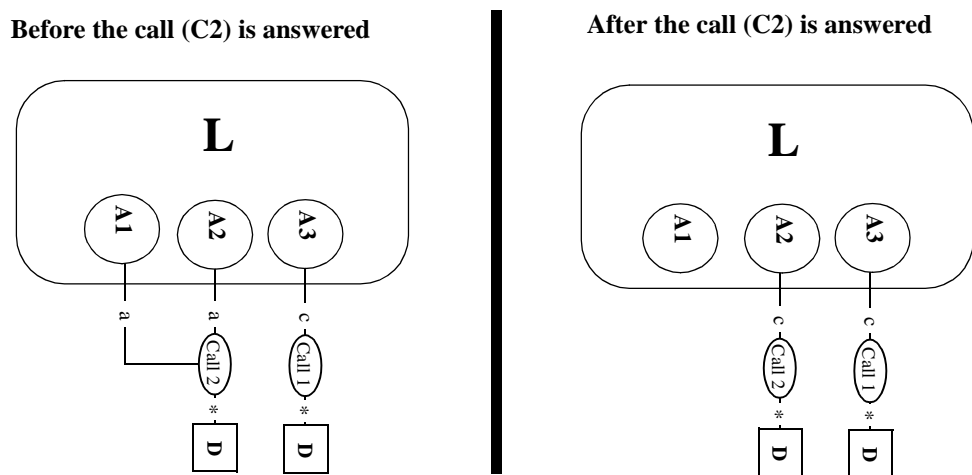 Before the call (C2) is answered
L
A1 A2 A3
a a c
Call 2 Call 1
* *
D D
After the call (C2) is answered
L
A1 A2 A3
c c
Call 2 Call 1
* *
D D